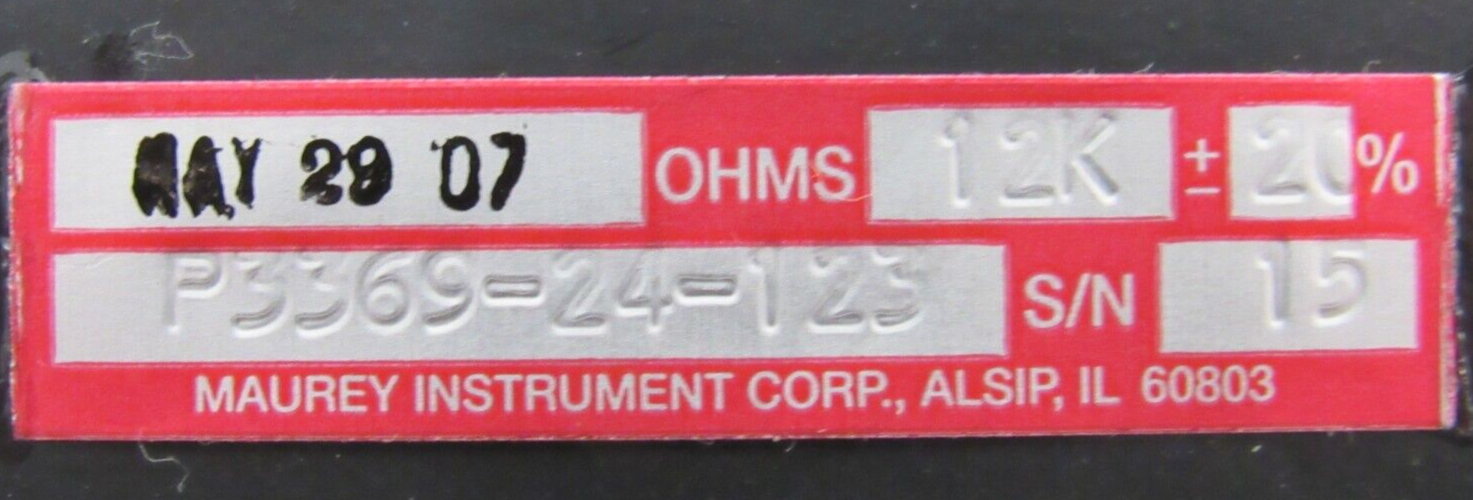 MAY 29 07 OHMS 12K ± 20%
P3369-24-123 S/N 15
MAUREY INSTRUMENT CORP., ALSIP, IL 60803